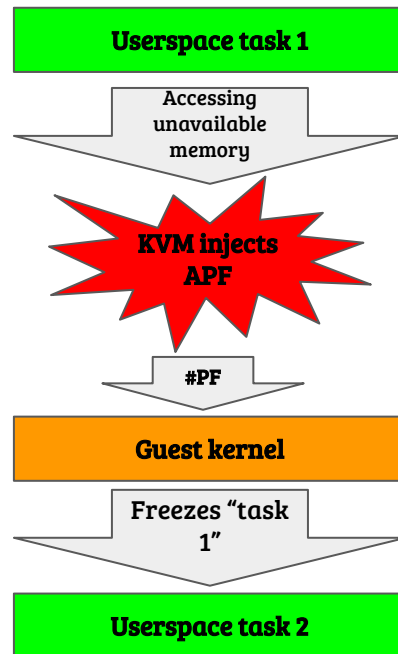 Userspace task 1
Accessing
unavailable
memory
KVM injects
APF
#PF
Guest kernel
Freezes “task
1”
Userspace task 2